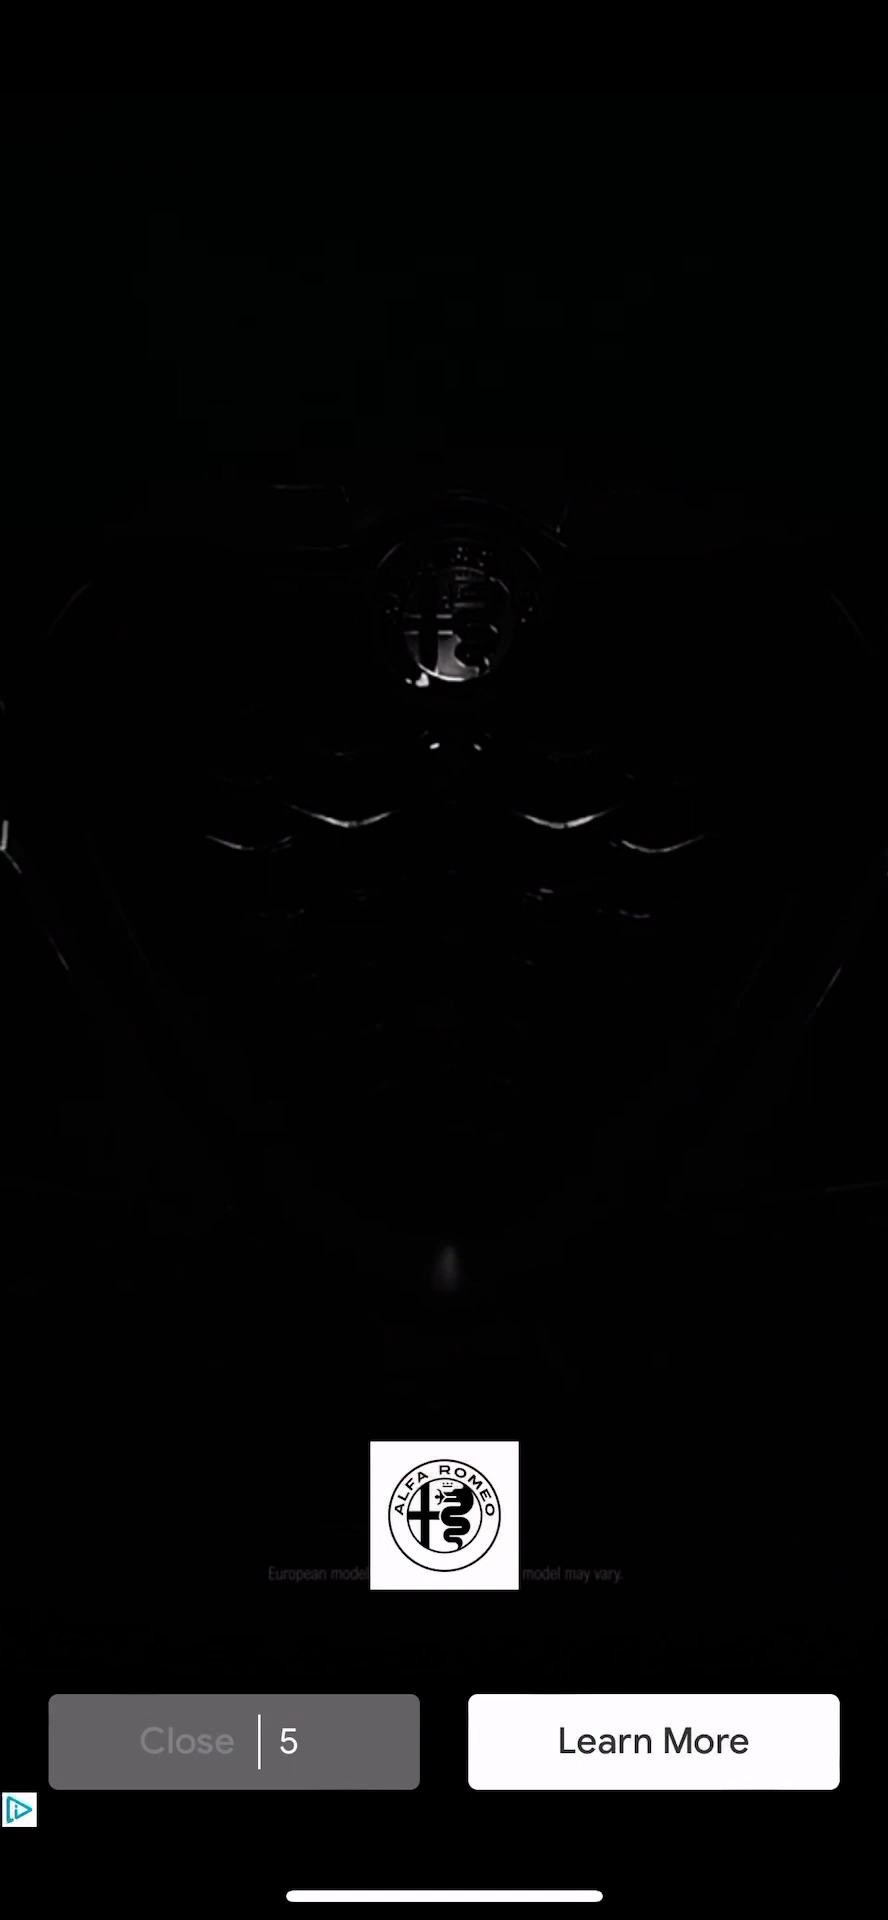 ALFA ROMEO
European model
model may vary.
Close | 5
Learn More